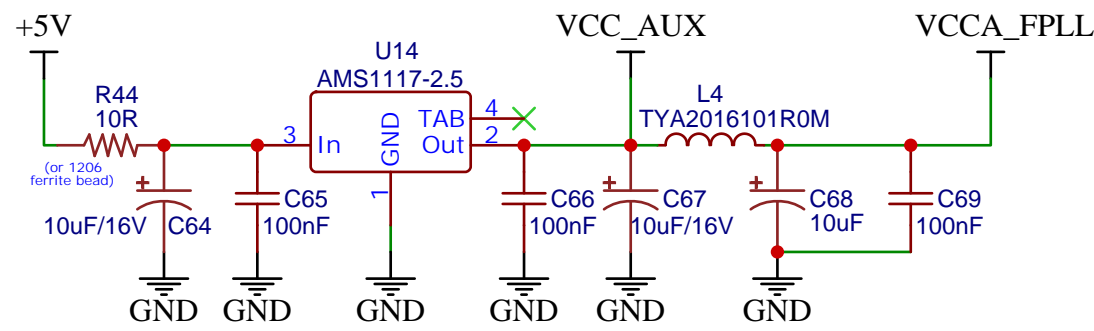 +5V
VCC_AUX
VCCA_FPLL
U14
AMS1117-2.5
R44
10R
L4
TYA2016101R0M
TAB
4
3
In
GND
Out
2
1
(or 1206
ferrite bead)
+
10uF/16V
C64
C65
100nF
C66
100nF
+
C67
10uF/16V
+
C68
10uF
C69
100nF
GND
GND
GND
GND
GND
GND